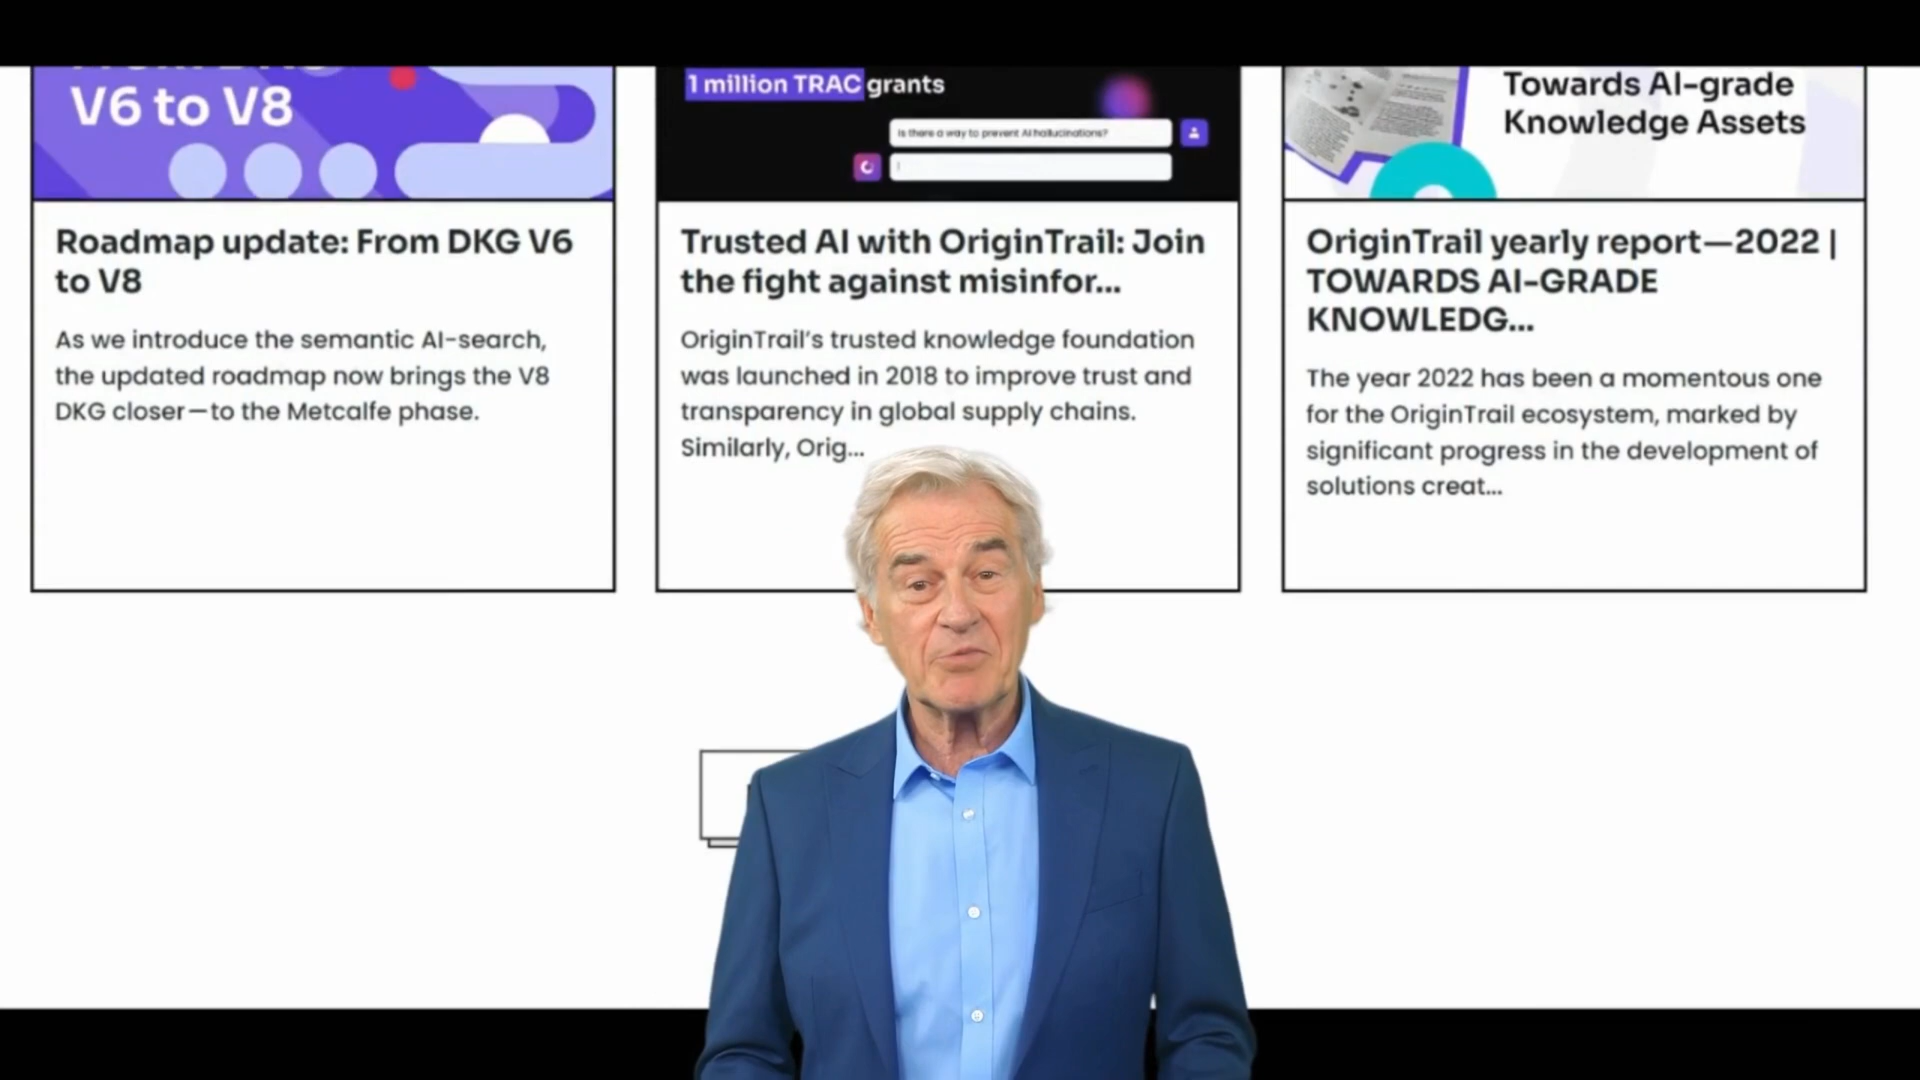 V6 to V8
Roadmap update: From DKG V6
to V8
As we introduce the semantic AI-search,
the updated roadmap now brings the V8
DKG closer—to the Metcalfe phase.
1 million TRAC grants
Is there a way to prevent AI hallucinations?
Trusted AI with OriginTrail: Join
the fight against misinfor...
OriginTrail's trusted knowledge foundation
was launched in 2018 to improve trust and
transparency in global supply chains.
Similarly, Orig...
Towards AI-grade
Knowledge Assets
OriginTrail yearly report—2022 |
TOWARDS AI-GRADE
KNOWLEDG...
The year 2022 has been a momentous one
for the OriginTrail ecosystem, marked by
significant progress in the development of
solutions creat...